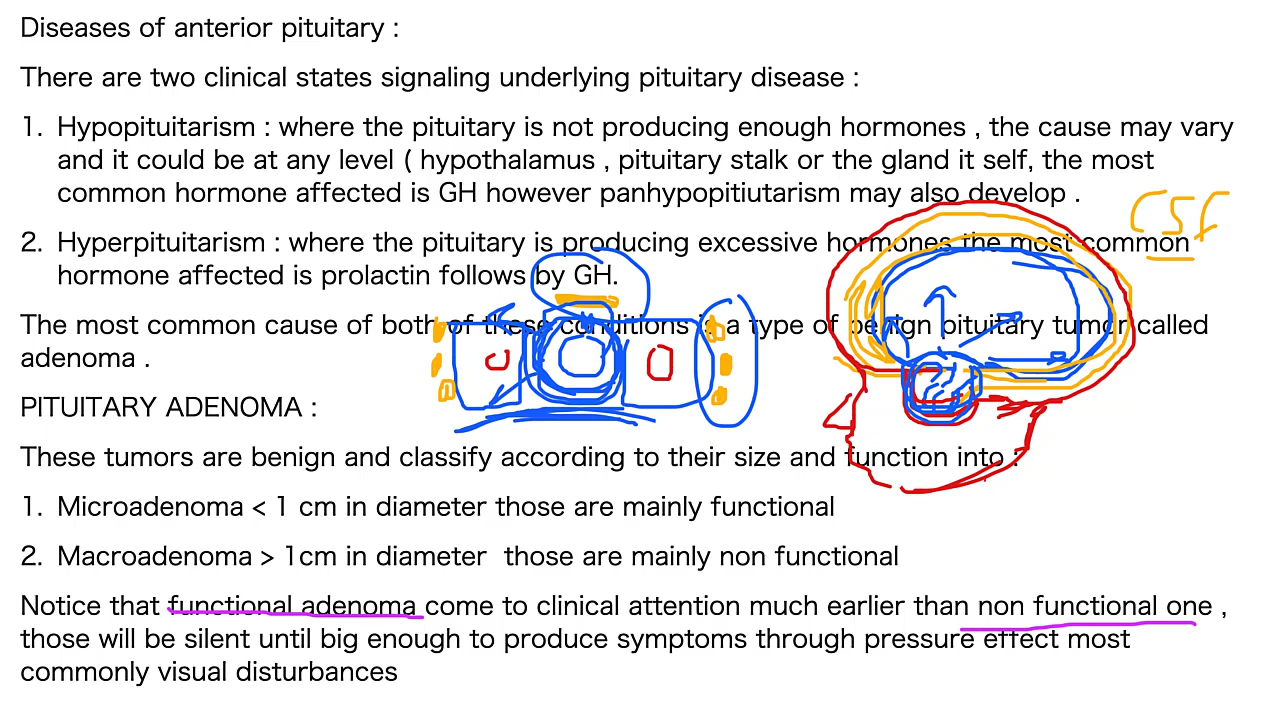 Diseases of anterior pituitary :
There are two clinical states signaling underlying pituitary disease :
1. Hypopituitarism : where the pituitary is not producing enough hormones , the cause may vary
and it could be at any level ( hypothalamus , pituitary stalk or the gland it self, the most
common hormone affected is GH however panhypopitiutarism may also develop .
CSF
2. Hyperpituitarism : where the pituitary is producing excessive hormones the most common
hormone affected is prolactin follows by GH.
The most common cause of both of these conditions is a type of benign pituitary tumor called
adenoma .
PITUITARY ADENOMA :
These tumors are benign and classify according to their size and function into :
1. Microadenoma < 1 cm in diameter those are mainly functional
2. Macroadenoma > 1cm in diameter those are mainly non functional
Notice that functional adenoma come to clinical attention much earlier than non functional one ,
those will be silent until big enough to produce symptoms through pressure effect most
commonly visual disturbances